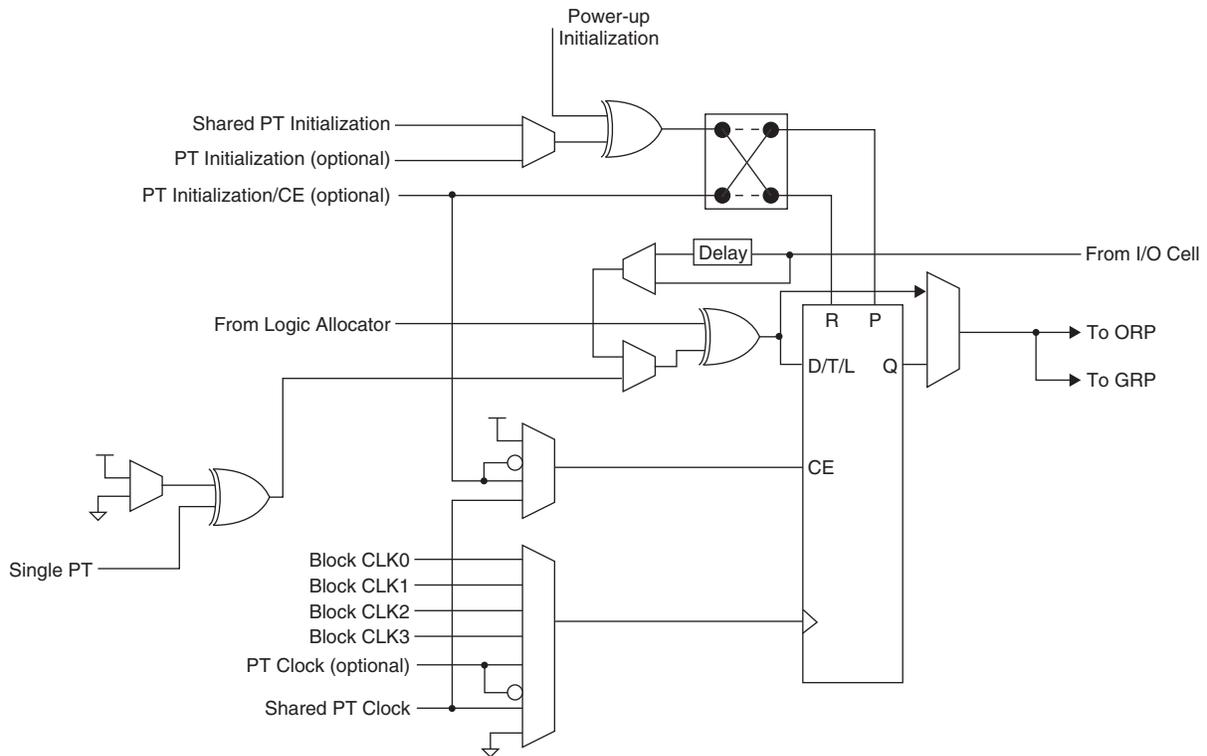 Power-up
Initialization
Shared PT Initialization
PT Initialization (optional)
PT Initialization/CE (optional)
Delay
From I/O Cell
From Logic Allocator
R
P
To ORP
D/T/L
Q
To GRP
CE
Single PT
Block CLK0
Block CLK1
Block CLK2
Block CLK3
PT Clock (optional)
Shared PT Clock